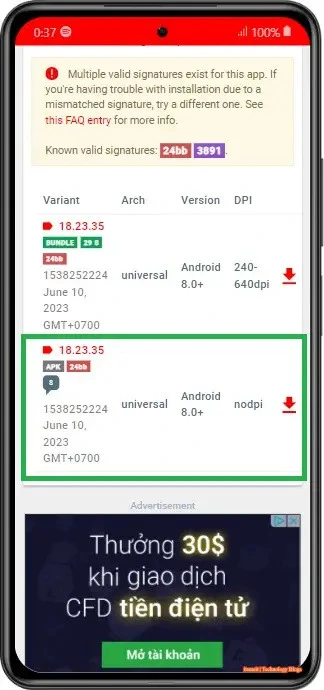 0:37
100%
Multiple valid signatures exist for this app. If
you're having trouble with installation due to a
mismatched signature, try a different one. See
this FAQ entry for more info.
Known valid signatures: 24bb 3891.
Variant Arch Version DPI
18.23.35
BUNDLE 29 S
24bb
1538252224
June 10,
2023
GMT+0700
universal
Android
8.0+
240-
640dpi
18.23.35
APK 24bb
8
1538252224
June 10,
2023
GMT+0700
universal
Android
8.0+
nodpi
Advertisement
Thưởng 30$
khi giao dịch
CFD tiền điện tử
Mở tài khoản
| Technology Blogs